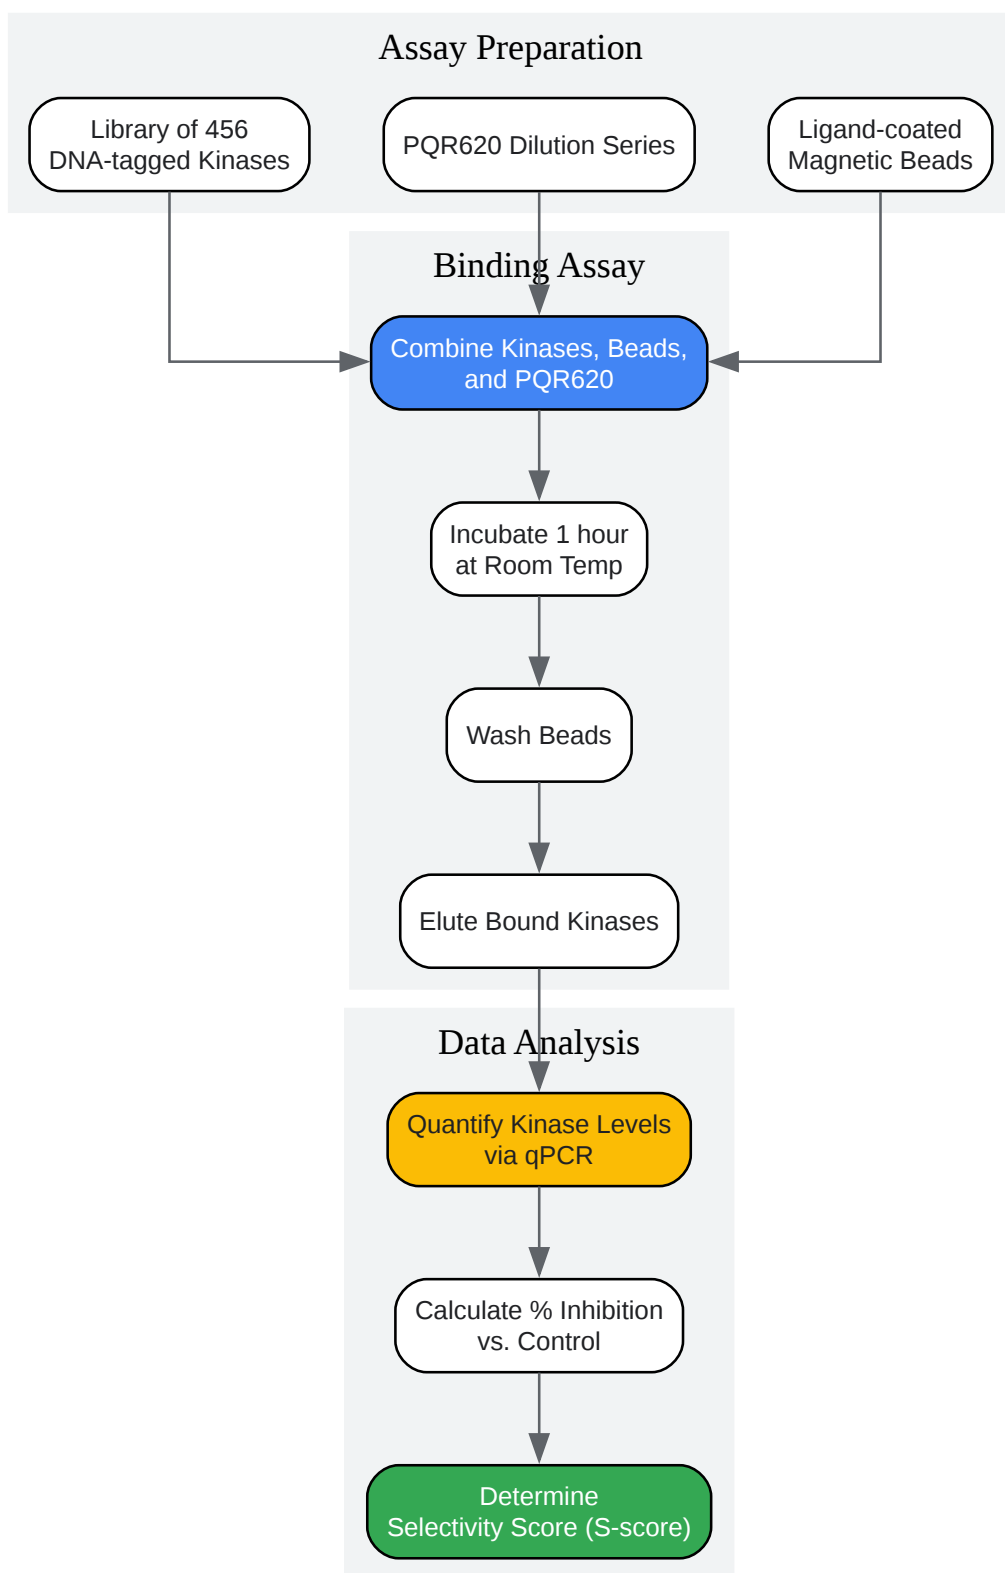 Assay Preparation
Library of 456
DNA-tagged Kinases
PQR620 Dilution Series
Ligand-coated
Magnetic Beads
Binding Assay
Combine Kinases, Beads,
and PQR620
Incubate 1 hour
at Room Temp
Wash Beads
Elute Bound Kinases
Data Analysis
Quantify Kinase Levels
via qPCR
Calculate % Inhibition
vs. Control
Determine
Selectivity Score (S-score)